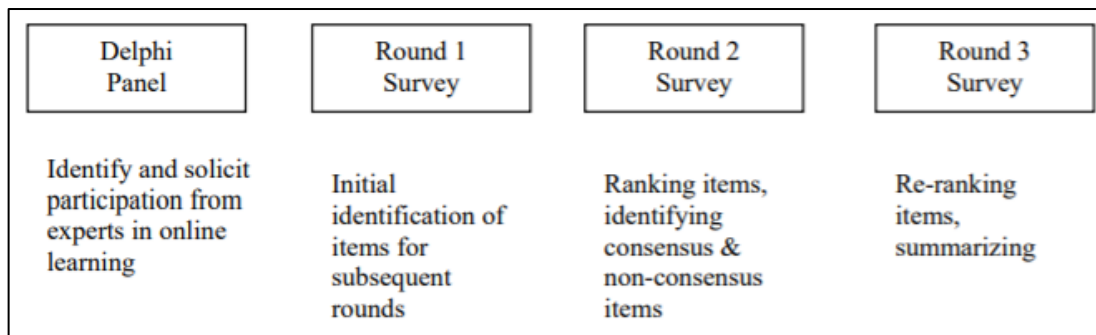 Delphi
Panel
Round 1
Survey
Round 2
Survey
Round 3
Survey
Identify and solicit
participation from
experts in online
learning
Initial
identification of
items for
subsequent
rounds
Ranking items,
identifying
consensus &
non-consensus
items
Re-ranking
items,
summarizing